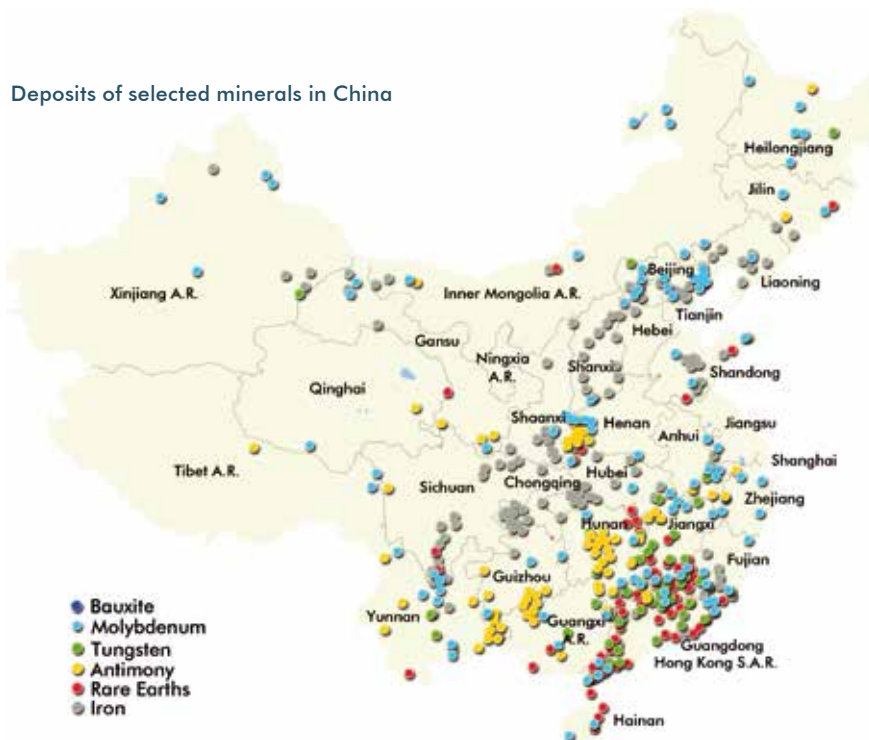 Deposits of selected minerals in China
Heilongjiang
Jilin
Beijing
Liaoning
Xinjiang A.R.
Inner Mongolia A.R.
Tianjin
Hebei
Gansu
Ningxia
A.R.
Shanxi
Shandong
Qinghai
Shaanxi
Henan
Jiangsu
Anhui
Shanghai
Tibet A.R.
Hubei
Sichuan
Chongqing
Zhejiang
Hunan
Jiangxi
Fujian
Guizhou
Yunnan
Guangxi
A.R.
Guangdong
Hong Kong S.A.R.
Hainan
Bauxite
Molybdenum
Tungsten
Antimony
Rare Earths
Iron